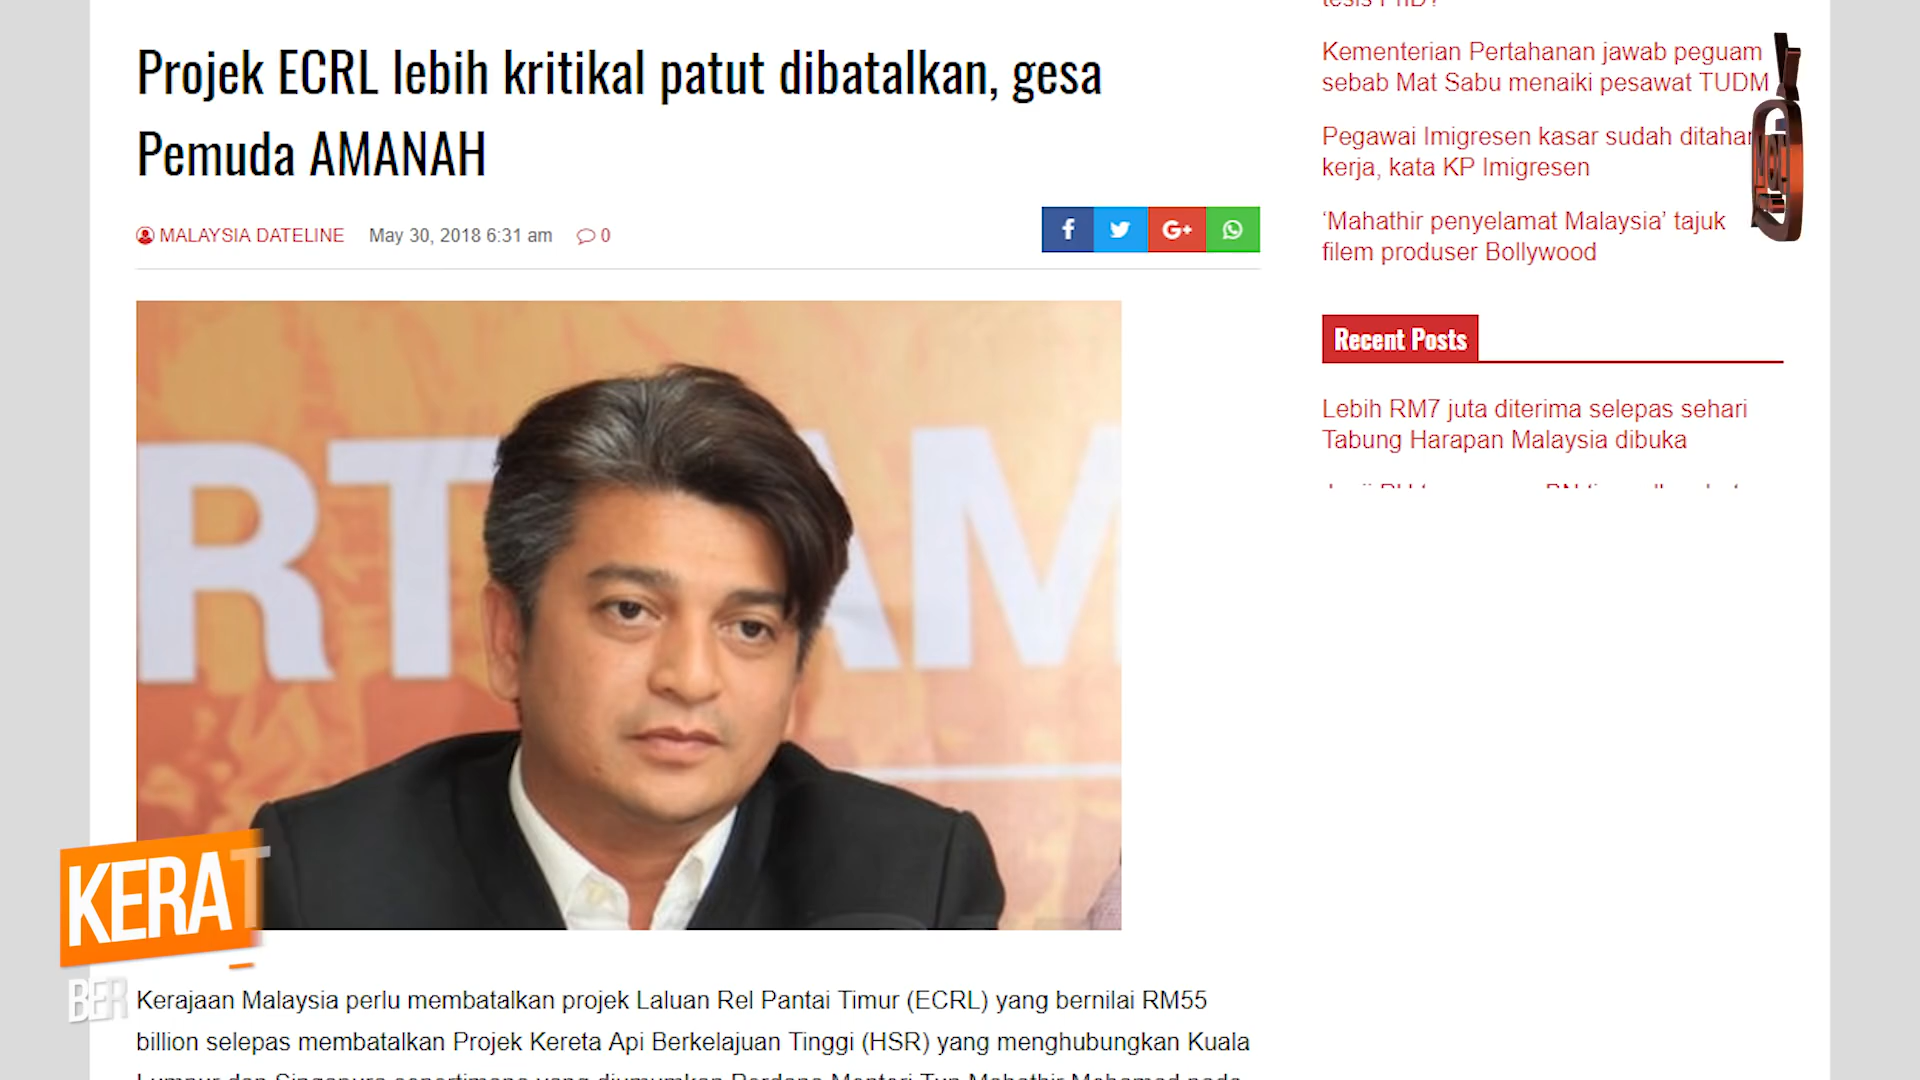 Projek ECRL lebih kritikal patut dibatalkan, gesa
Pemuda AMANAH
MALAYSIA DATELINE May 30, 2018 6:31 am 0
RT AM
KERAT
BER
Kerajaan Malaysia perlu membatalkan projek Laluan Rel Pantai Timur (ECRL) yang bernilai RM55
billion selepas membatalkan Projek Kereta Api Berkelajuan Tinggi (HSR) yang menghubungkan Kuala
Kementerian Pertahanan jawab peguam
sebab Mat Sabu menaiki pesawat TUDM
Pegawai Imigresen kasar sudah ditahan
kerja, kata KP Imigresen
‘Mahathir penyelamat Malaysia’ tajuk
filem produser Bollywood
Recent Posts
Lebih RM7 juta diterima selepas sehari
Tabung Harapan Malaysia dibuka